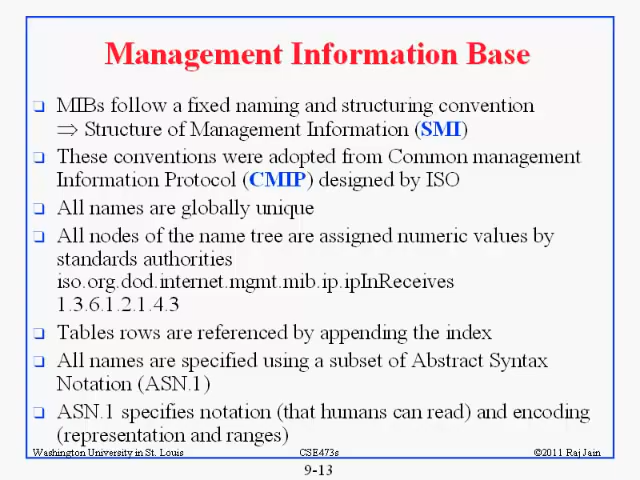 Management Information Base
❑ MIBs follow a fixed naming and structuring convention
⇒ Structure of Management Information (SMI)
❑ These conventions were adopted from Common management
Information Protocol (CMIP) designed by ISO
❑ All names are globally unique
❑ All nodes of the name tree are assigned numeric values by
standards authorities
iso.org.dod.internet.mgmt.mib.ip.ipInReceives
1.3.6.1.2.1.4.3
❑ Tables rows are referenced by appending the index
❑ All names are specified using a subset of Abstract Syntax
Notation (ASN.1)
❑ ASN.1 specifies notation (that humans can read) and encoding
(representation and ranges)
Washington University in St. Louis CSE473s ©2011 Raj Jain
9-13